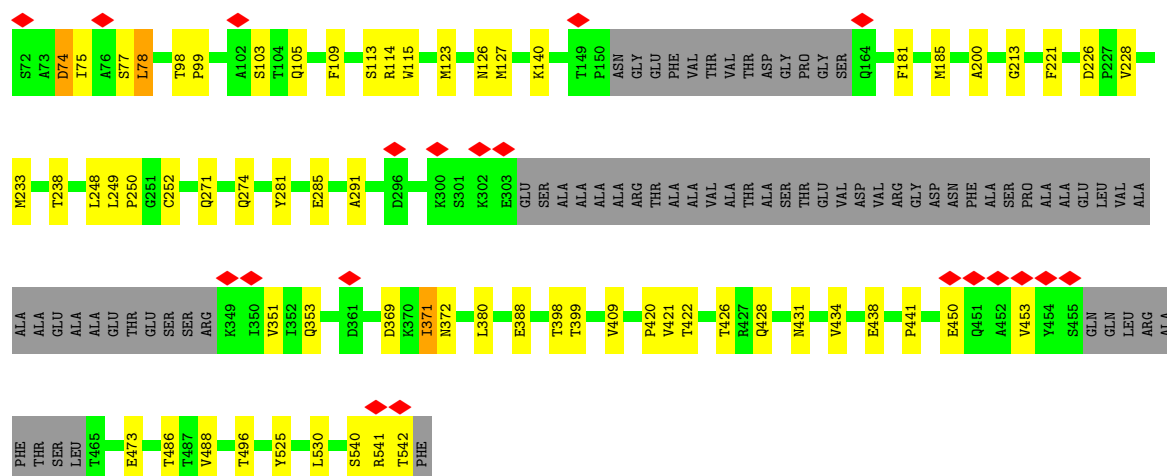 S72 A73 D74 I75 A76 S77 L78 T98 P99 A102 S103 T104 Q105 F109 S113 R114 W115 M123 N126 M127 K140 T149 P150 ASN GLY GLU PHE VAL THR VAL THR ASP GLY PRO GLY SER Q164 F181 M185 A200 G213 F221 D226 P227 V228
M233 T238 L248 L249 P250 G251 C252 Q271 Q274 Y281 E285 A291 D296 K300 S301 K302 E303 GLU SER ALA ALA ALA ALA ARG THR ALA ALA VAL ALA THR ALA SER THR GLU VAL ASP VAL ARG GLY ASP ASN PHE ALA SER PRO ALA ALA GLU LEU VAL ALA
ALA ALA GLU ALA ALA GLU THR GLU SER SER ARG K349 I350 V351 I352 Q353 D361 D369 K370 I371 N372 L380 E388 T398 T399 V409 P420 V421 T422 T426 R427 Q428 N431 V434 E438 P441 E450 Q451 A452 V453 Y454 S455 GLN GLN LEU ARG ALA
PHE THR SER LEU T465 E473 T486 T487 V488 T496 Y525 L530 S540 R541 T542 PHE